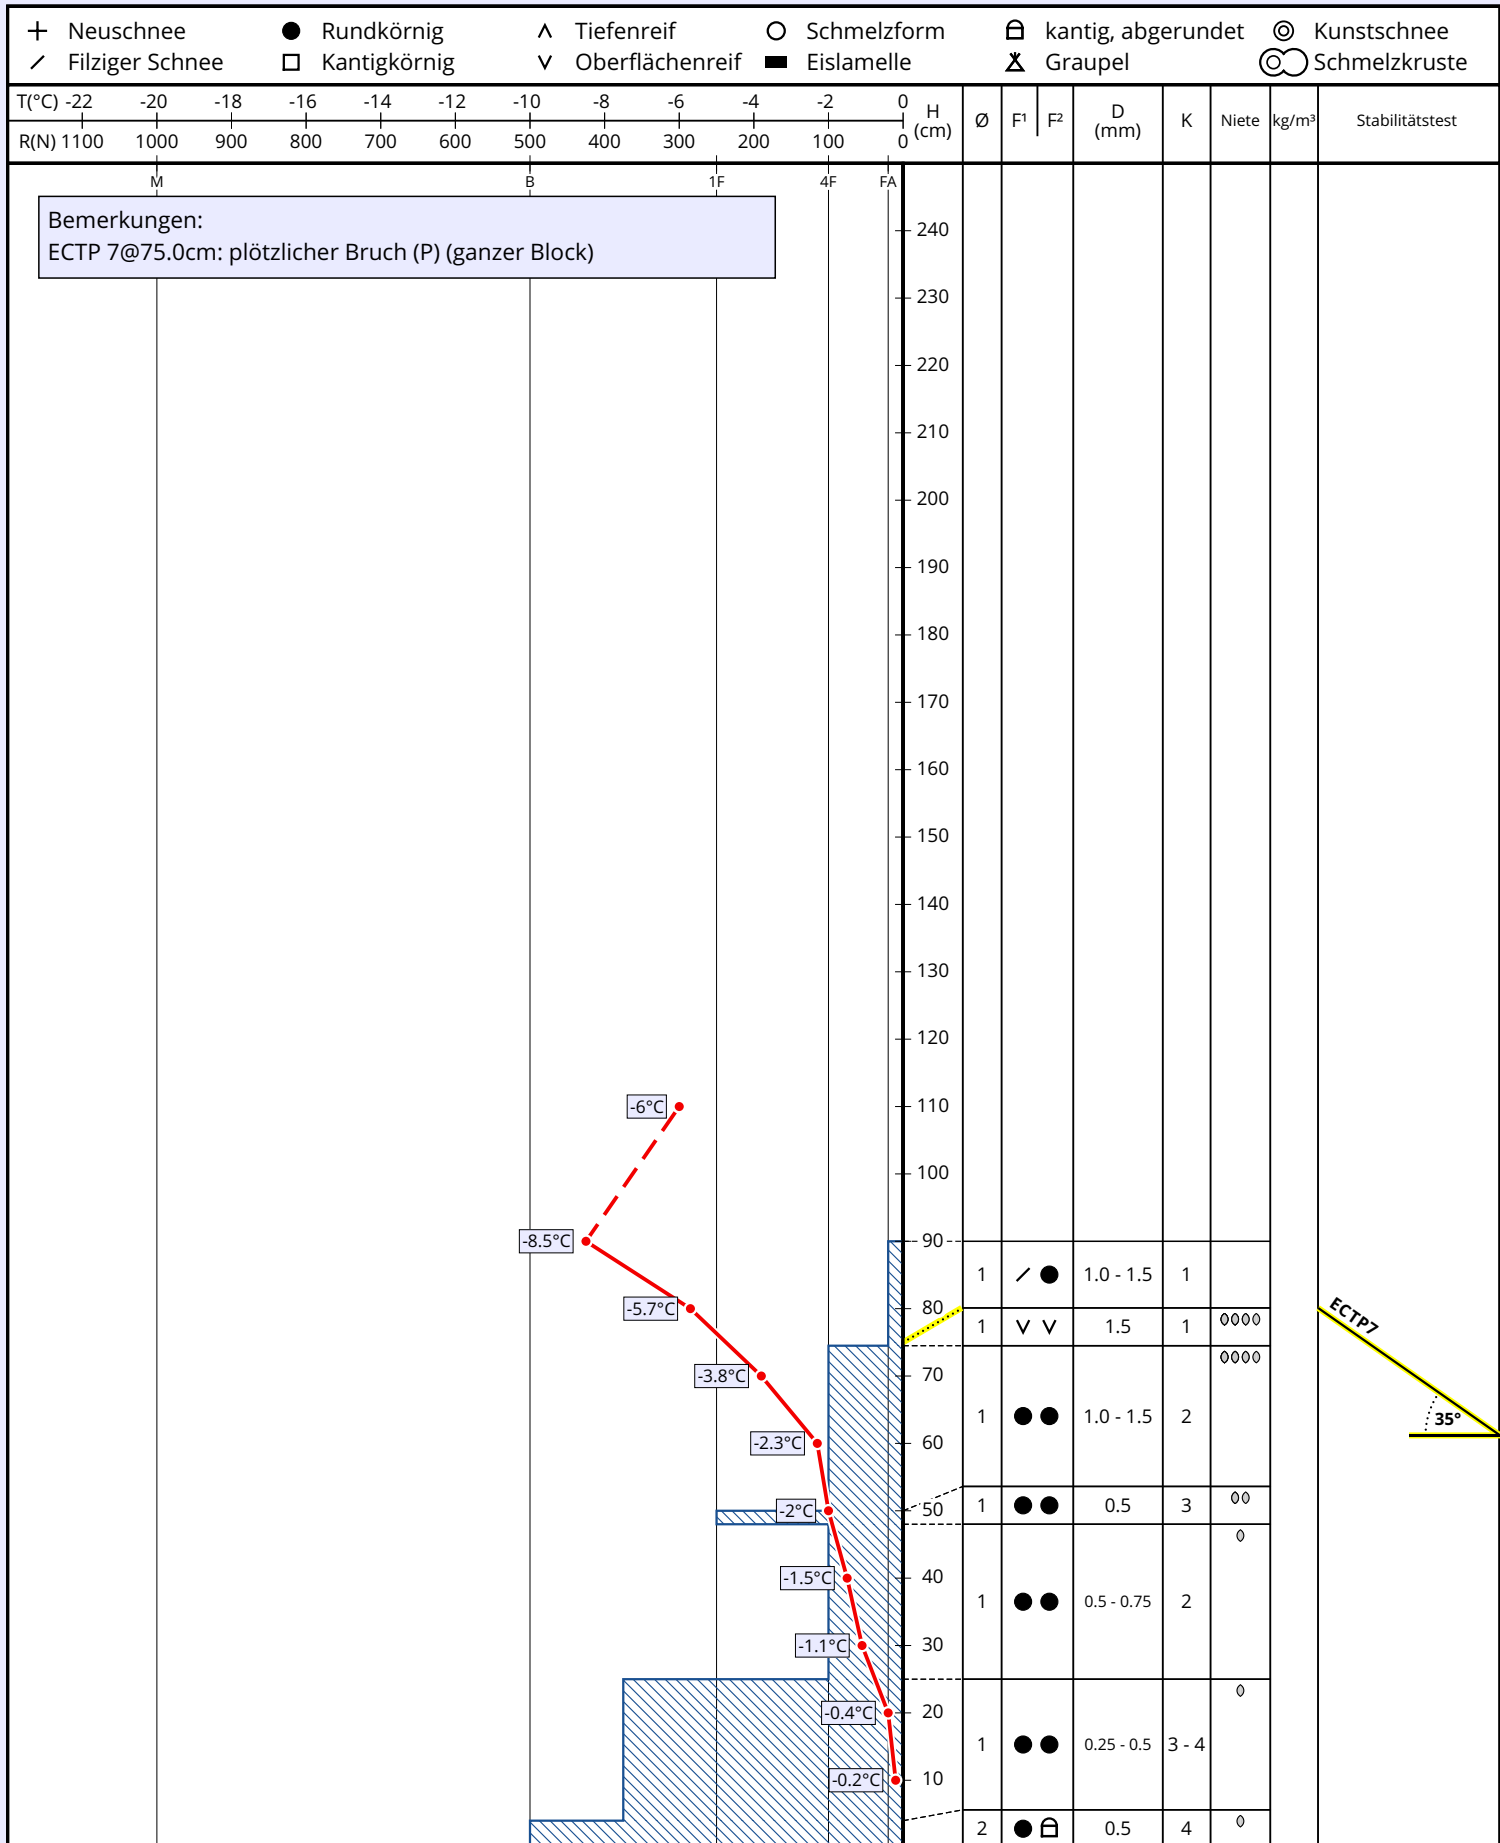 Neuschnee Rundkörnig Tiefenreif Schmelzform kantig, abgerundet Kunstschnee
Filziger Schnee Kantigkörnig Oberflächenreif Eislamelle Graupel Schmelzkruste
T(°C) -22 -20 -18 -16 -14 -12 -10 -8 -6 -4 -2 0
R(N) 1100 1000 900 800 700 600 500 400 300 200 100 0
H (cm) Ø F¹ F² D (mm) K Niete kg/m³ Stabilitätstest
M B 1F 4F FA
Bemerkungen:
ECTP 7@75.0cm: plötzlicher Bruch (P) (ganzer Block)
240
230
220
210
200
190
180
170
160
150
140
130
120
-6°C 110
100
-8.5°C 90
1 1.0 - 1.5 1
-5.7°C 80 ECTP7
1 1.5 1
-3.8°C 70
1 1.0 - 1.5 2
35°
-2.3°C 60
-2°C 50 1 0.5 3
-1.5°C 40
1 0.5 - 0.75 2
-1.1°C 30
-0.4°C 20
1 0.25 - 0.5 3 - 4
-0.2°C 10
2 0.5 4